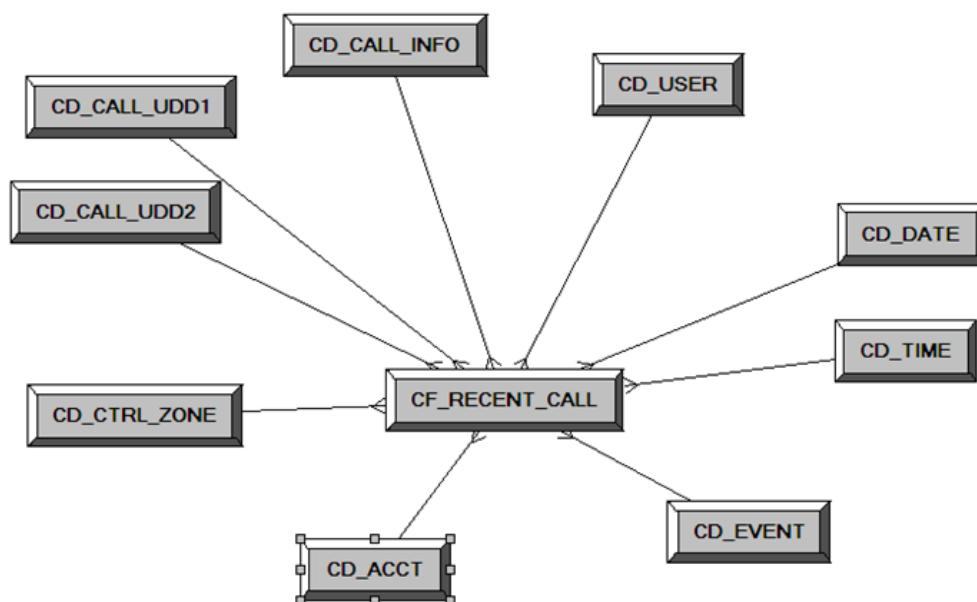 CD_CALL_INFO
CD_USER
CD_CALL_UDD1
CD_CALL_UDD2
CD_DATE
CD_TIME
CD_CTRL_ZONE
CF_RECENT_CALL
CD_EVENT
CD_ACCT